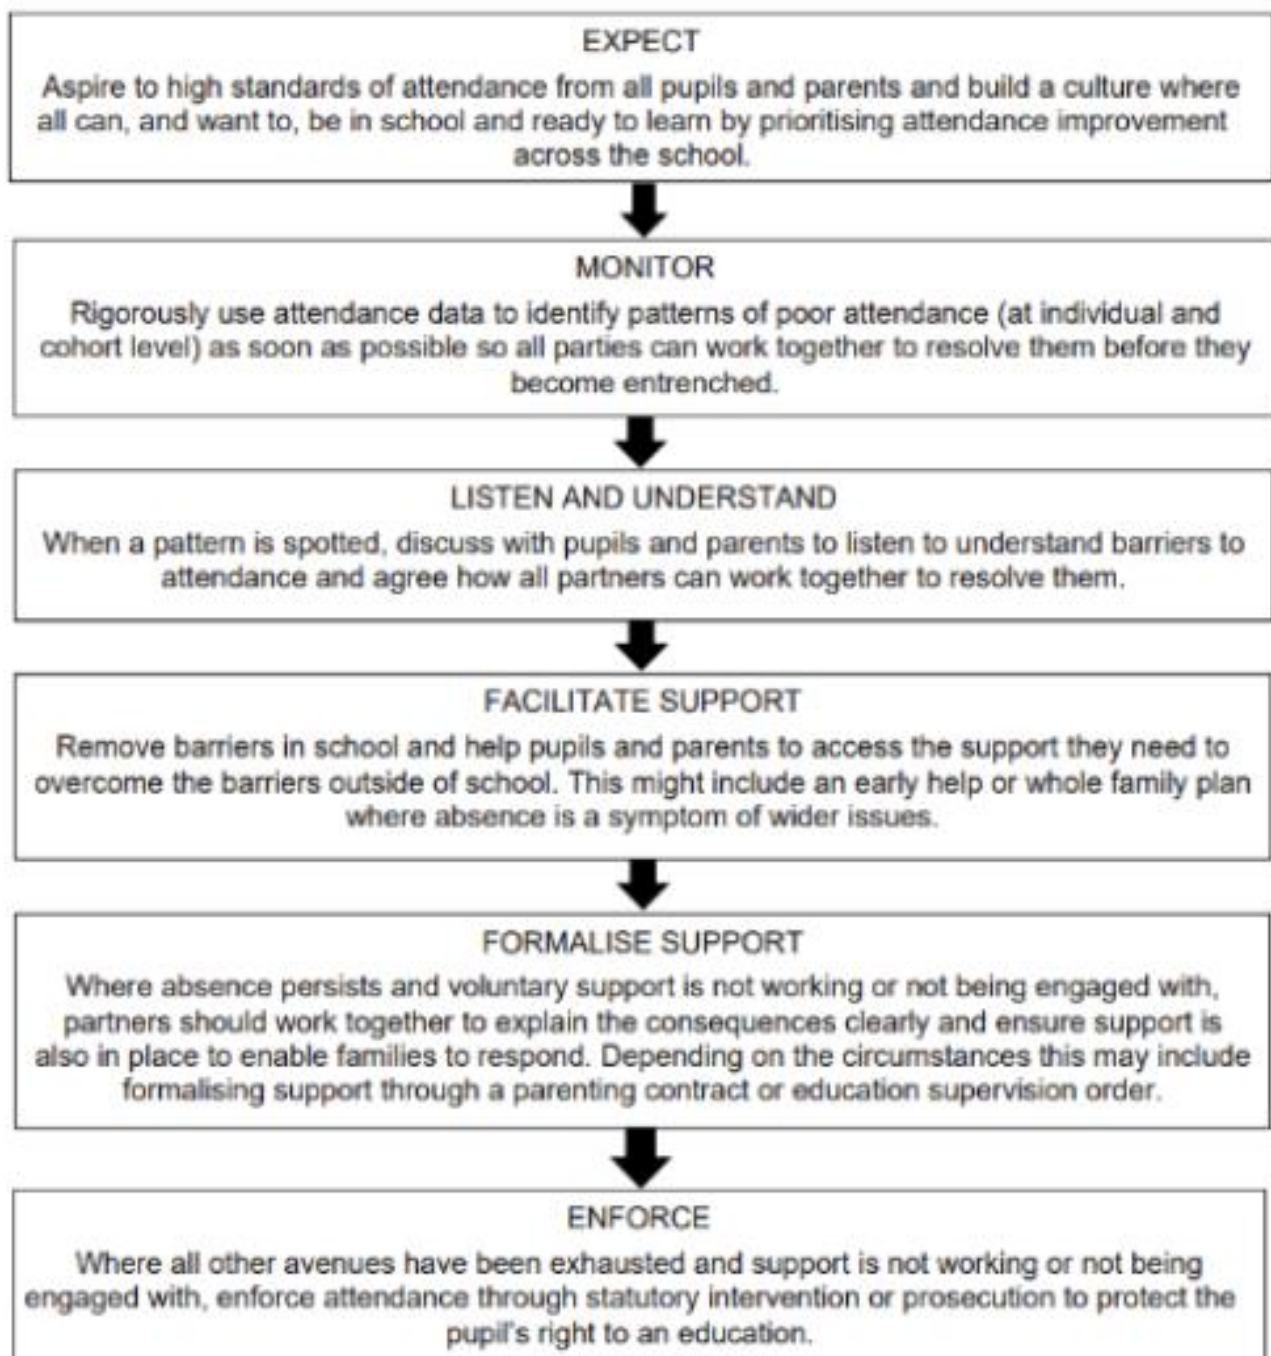 EXPECT
Aspire to high standards of attendance from all pupils and parents and build a culture where
all can, and want to, be in school and ready to learn by prioritising attendance improvement
across the school.
MONITOR
Rigorously use attendance data to identify patterns of poor attendance (at individual and
cohort level) as soon as possible so all parties can work together to resolve them before they
become entrenched.
LISTEN AND UNDERSTAND
When a pattern is spotted, discuss with pupils and parents to listen to understand barriers to
attendance and agree how all partners can work together to resolve them.
FACILITATE SUPPORT
Remove barriers in school and help pupils and parents to access the support they need to
overcome the barriers outside of school. This might include an early help or whole family plan
where absence is a symptom of wider issues.
FORMALISE SUPPORT
Where absence persists and voluntary support is not working or not being engaged with,
partners should work together to explain the consequences clearly and ensure support is
also in place to enable families to respond. Depending on the circumstances this may include
formalising support through a parenting contract or education supervision order.
ENFORCE
Where all other avenues have been exhausted and support is not working or not being
engaged with, enforce attendance through statutory intervention or prosecution to protect the
pupil's right to an education.